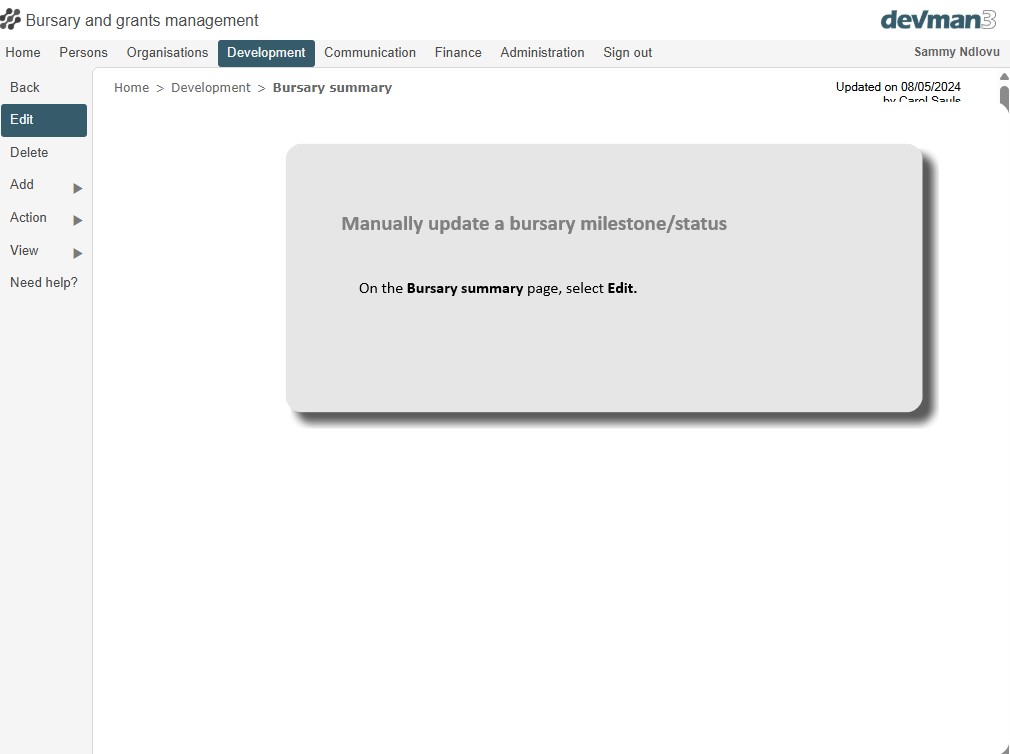 Bursary and grants management
devman3
Home Persons Organisations Development Communication Finance Administration Sign out Sammy Ndlovu
Back
Home > Development > Bursary summary
Updated on 08/05/2024
by Carol Sauls
Edit
Delete
Add
Action
View
Need help?
Manually update a bursary milestone/status
On the Bursary summary page, select Edit.